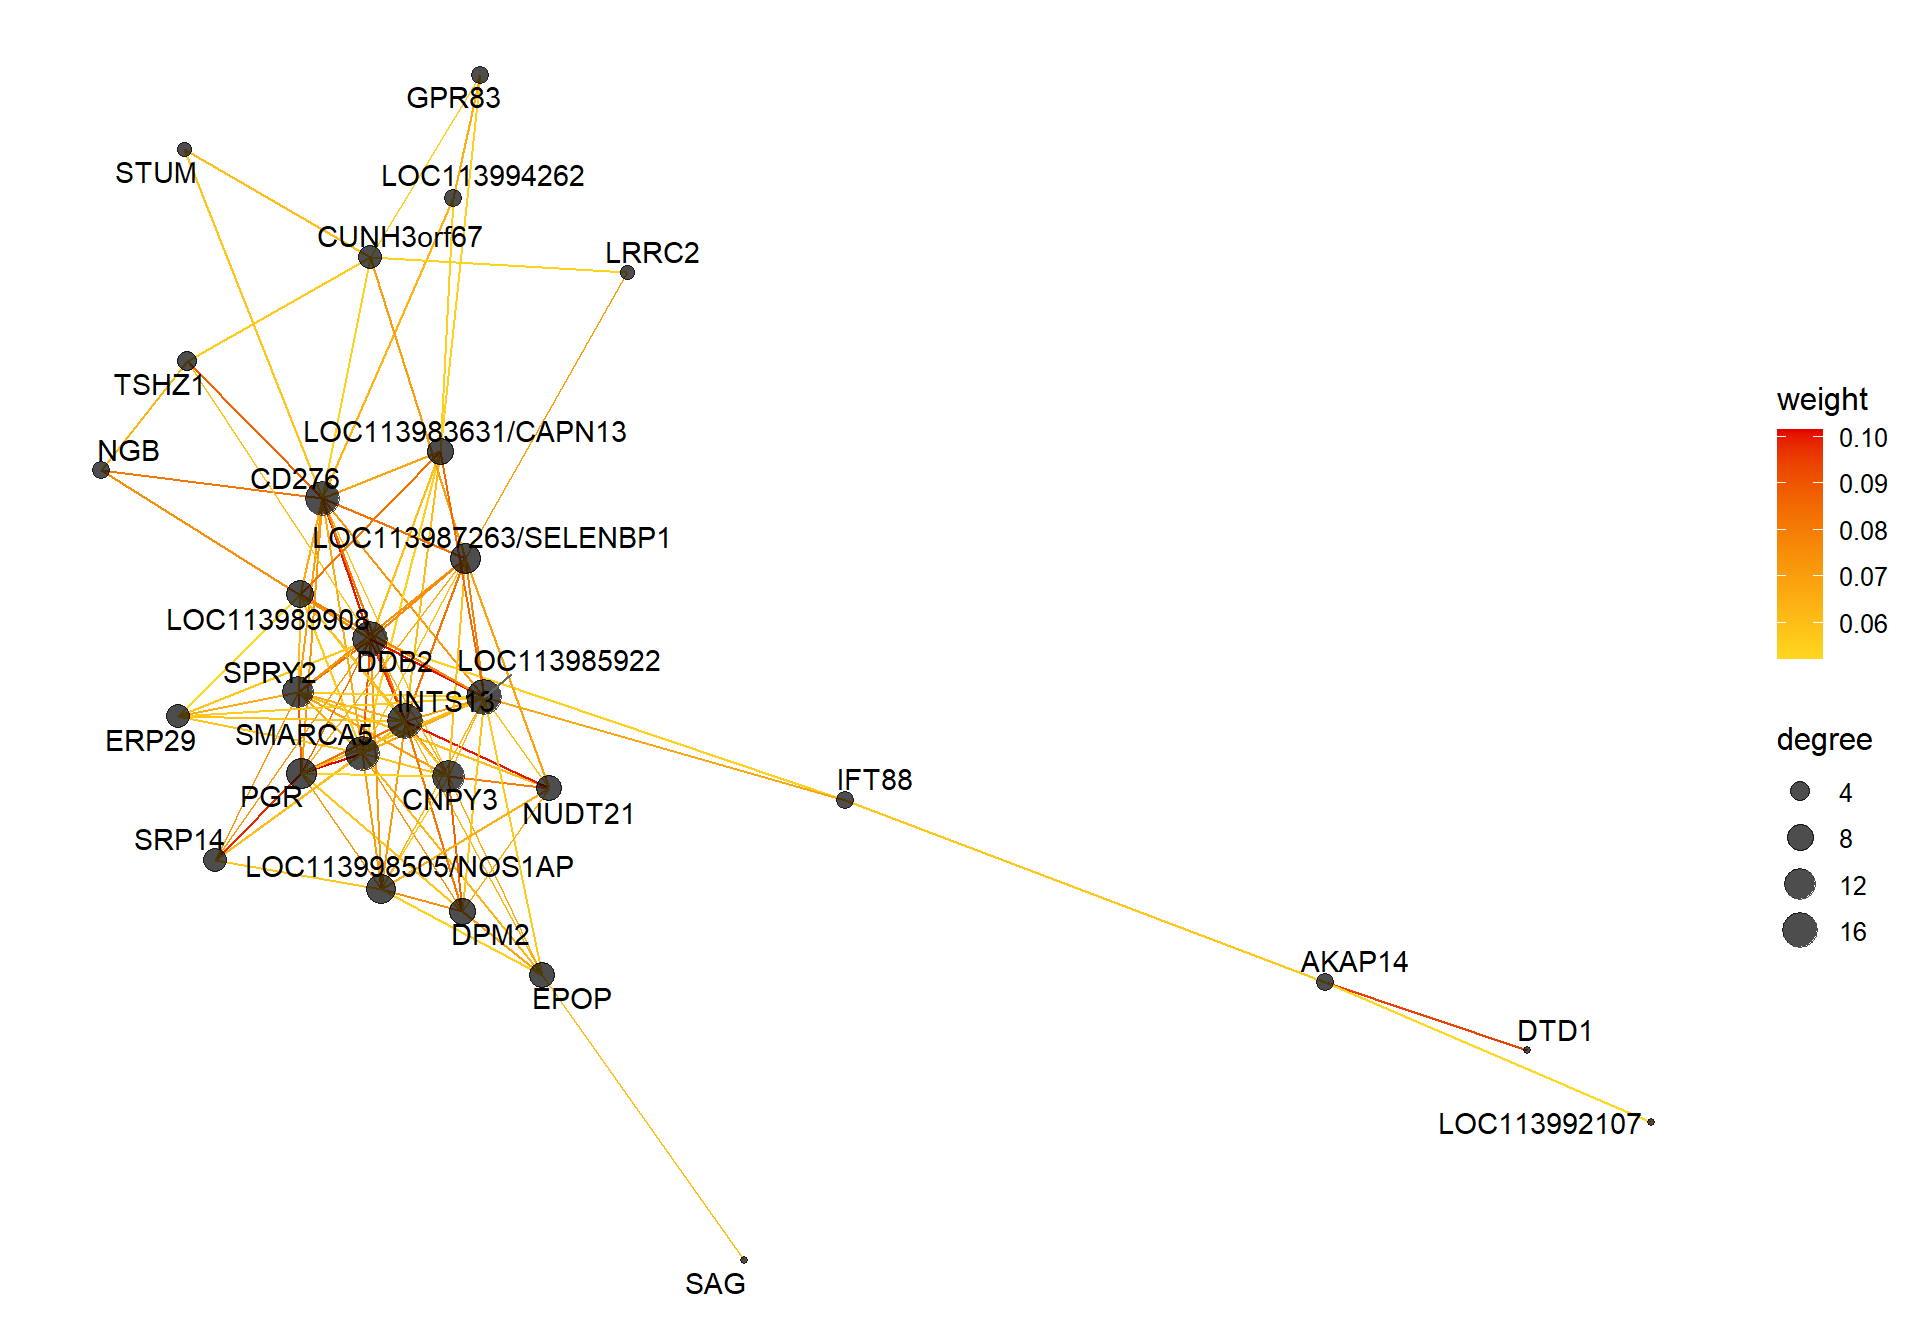 GPR83
STUM
LOC113994262
CUNH3orf67
LRRC2
TSHZ1
LOC113983631/CAPN13
NGB
CD276
LOC113987263/SELENBP1
LOC113989908
DDB2
LOC113985922
SPRY2
INTS13
ERP29
SMARCA5
PGR
CNPY3
NUDT21
IFT88
SRP14
LOC113998505/NOS1AP
DPM2
EPOP
AKAP14
DTD1
LOC113992107
SAG
weight
0.10
0.09
0.08
0.07
0.06
degree
4
8
12
16